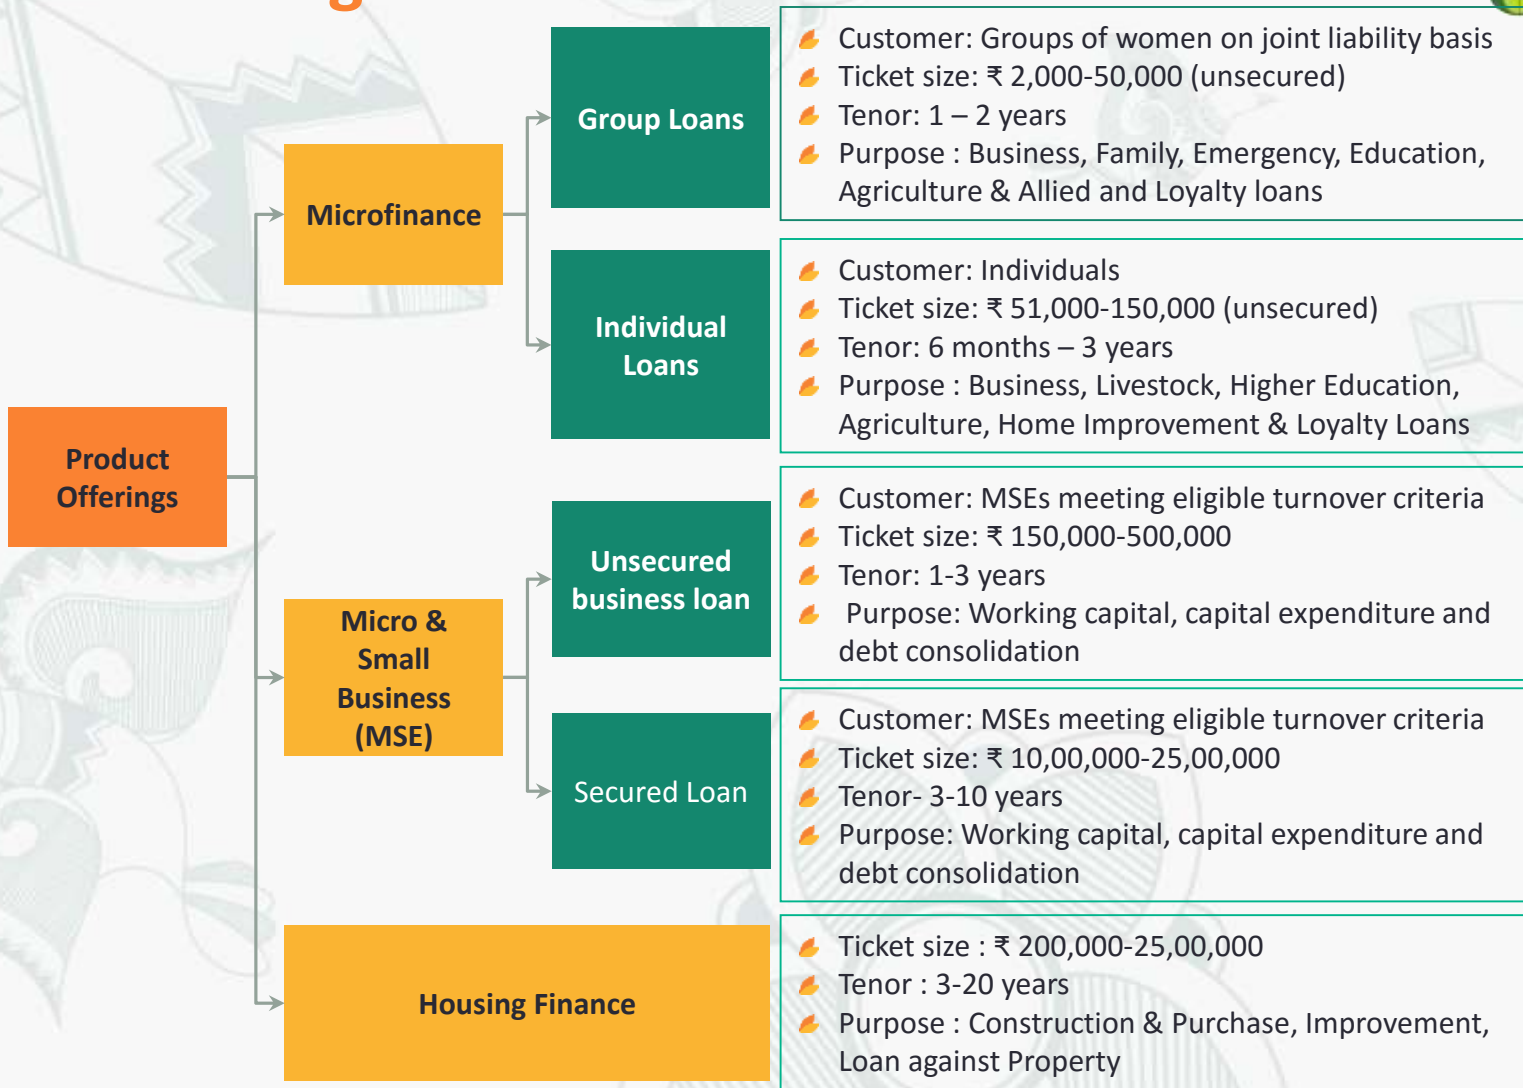 Product
Offerings
Microfinance
Group Loans
Customer: Groups of women on joint liability basis
Ticket size: ₹ 2,000-50,000 (unsecured)
Tenor: 1 – 2 years
Purpose : Business, Family, Emergency, Education,
Agriculture & Allied and Loyalty loans
Individual
Loans
Customer: Individuals
Ticket size: ₹ 51,000-150,000 (unsecured)
Tenor: 6 months – 3 years
Purpose : Business, Livestock, Higher Education,
Agriculture, Home Improvement & Loyalty Loans
Micro &
Small
Business
(MSE)
Unsecured
business loan
Customer: MSEs meeting eligible turnover criteria
Ticket size: ₹ 150,000-500,000
Tenor: 1-3 years
Purpose: Working capital, capital expenditure and
debt consolidation
Secured Loan
Customer: MSEs meeting eligible turnover criteria
Ticket size: ₹ 10,00,000-25,00,000
Tenor- 3-10 years
Purpose: Working capital, capital expenditure and
debt consolidation
Housing Finance
Ticket size : ₹ 200,000-25,00,000
Tenor : 3-20 years
Purpose : Construction & Purchase, Improvement,
Loan against Property